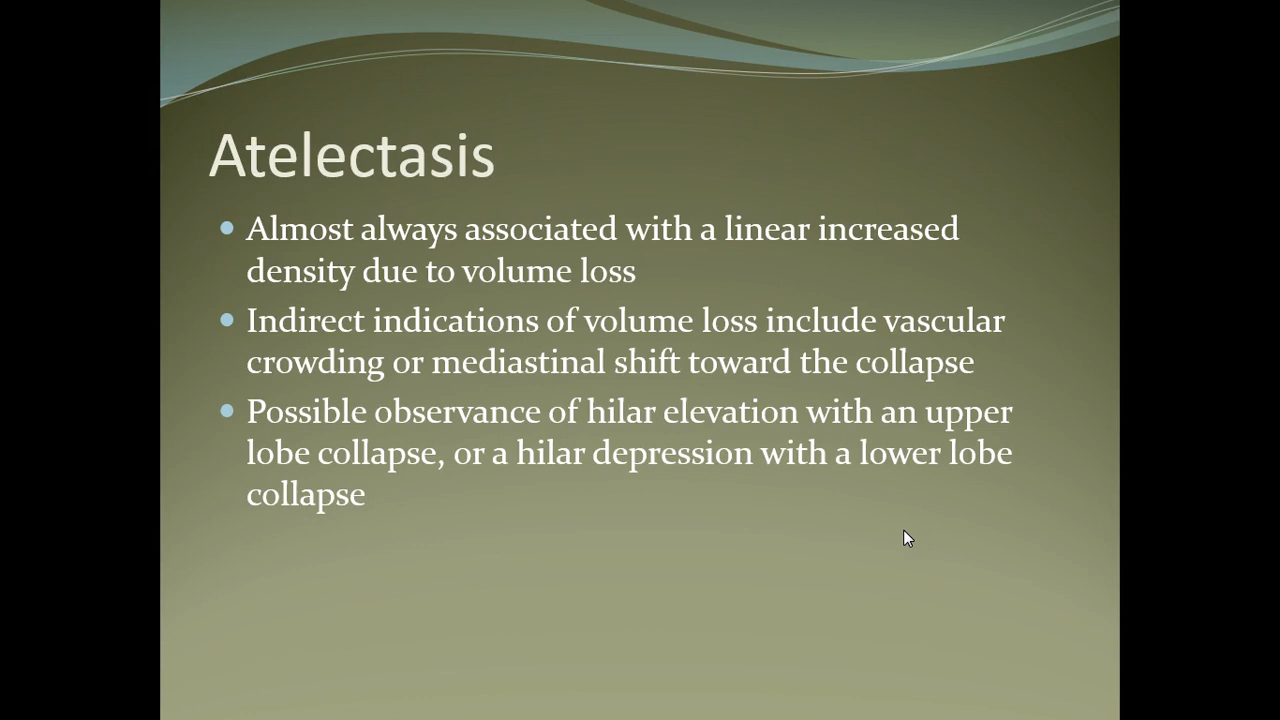 Atelectasis
Almost always associated with a linear increased
density due to volume loss
Indirect indications of volume loss include vascular
crowding or mediastinal shift toward the collapse
Possible observance of hilar elevation with an upper
lobe collapse, or a hilar depression with a lower lobe
collapse